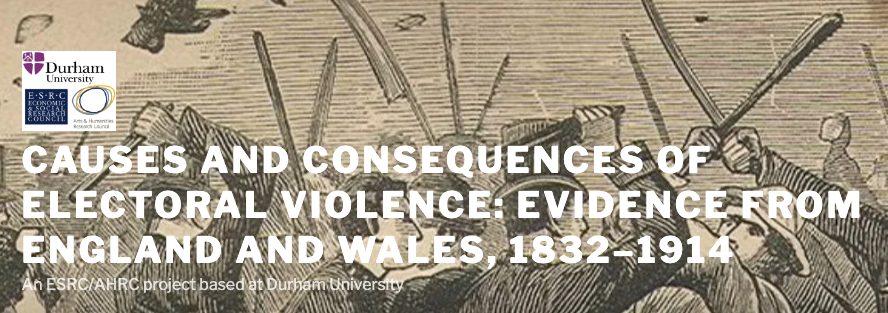 Durham
University
E·S·R·C
ECONOMIC
& SOCIAL
RESEARCH
COUNCIL
Arts & Humanities
Research Council
CAUSES AND CONSEQUENCES OF
ELECTORAL VIOLENCE: EVIDENCE FROM
ENGLAND AND WALES, 1832–1914
An ESRC/AHRC project based at Durham University